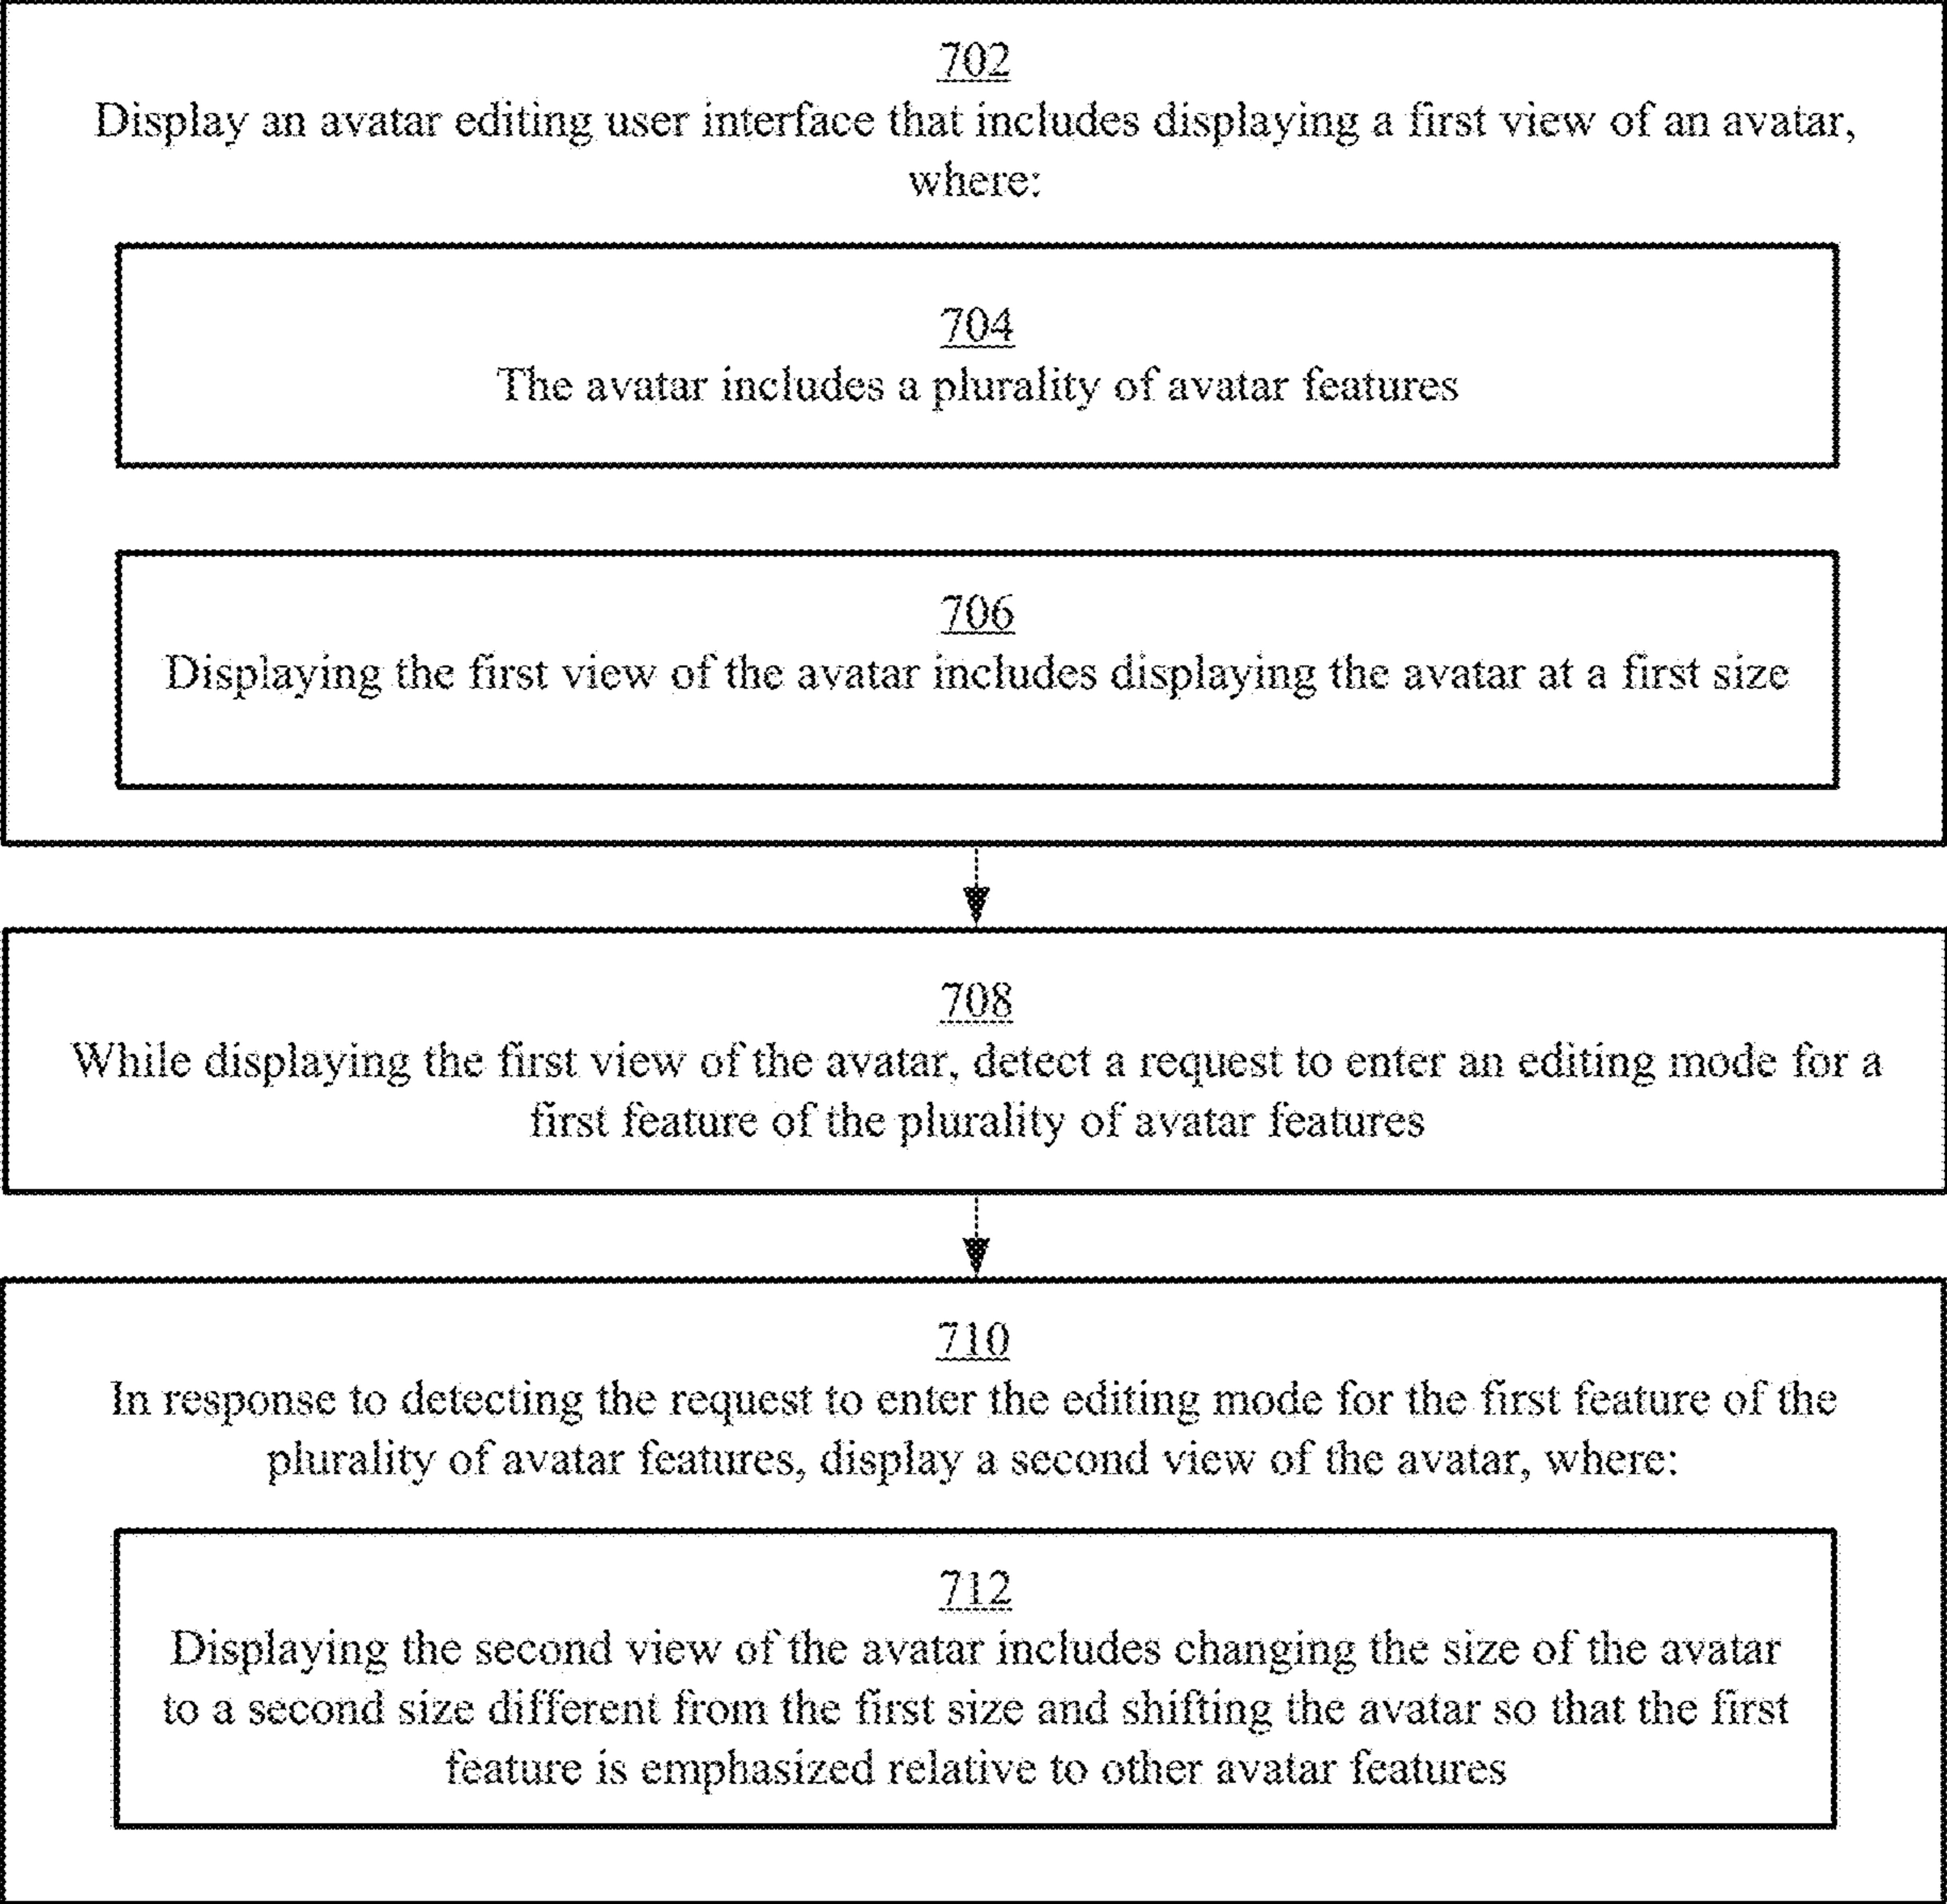 702
Display an avatar editing user interface that includes displaying a first view of an avatar,
where:
704
The avatar includes a plurality of avatar features
706
Displaying the first view of the avatar includes displaying the avatar at a first size
708
While displaying the first view of the avatar, detect a request to enter an editing mode for a
first feature of the plurality of avatar features
710
In response to detecting the request to enter the editing mode for the first feature of the
plurality of avatar features, display a second view of the avatar, where:
712
Displaying the second view of the avatar includes changing the size of the avatar
to a second size different from the first size and shifting the avatar so that the first
feature is emphasized relative to other avatar features